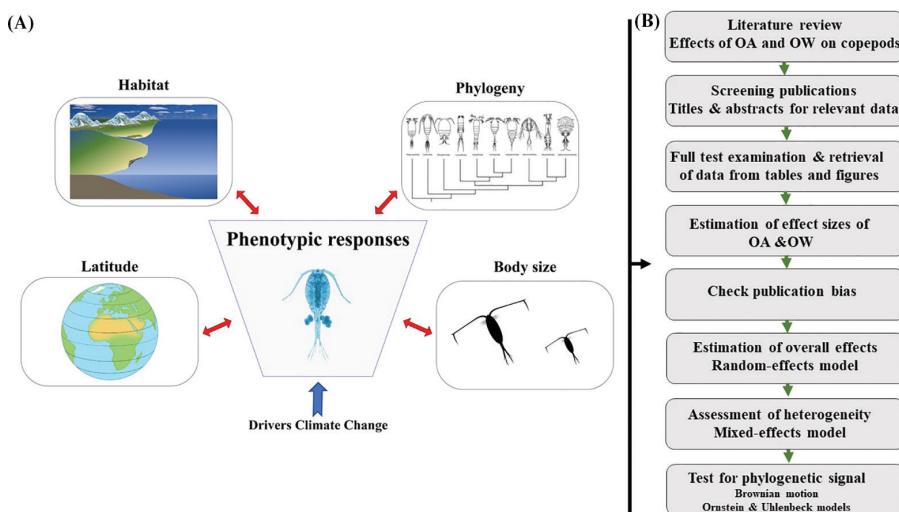 (A)
Habitat
Phylogeny
Phenotypic responses
Latitude
Body size
Drivers Climate Change
(B)
Literature review
Effects of OA and OW on copepods
Screening publications
Titles & abstracts for relevant data
Full test examination & retrieval
of data from tables and figures
Estimation of effect sizes of
OA &OW
Check publication bias
Estimation of overall effects
Random-effects model
Assessment of heterogeneity
Mixed-effects model
Test for phylogenetic signal
Brownian motion
Ornstein & Uhlenbeck models